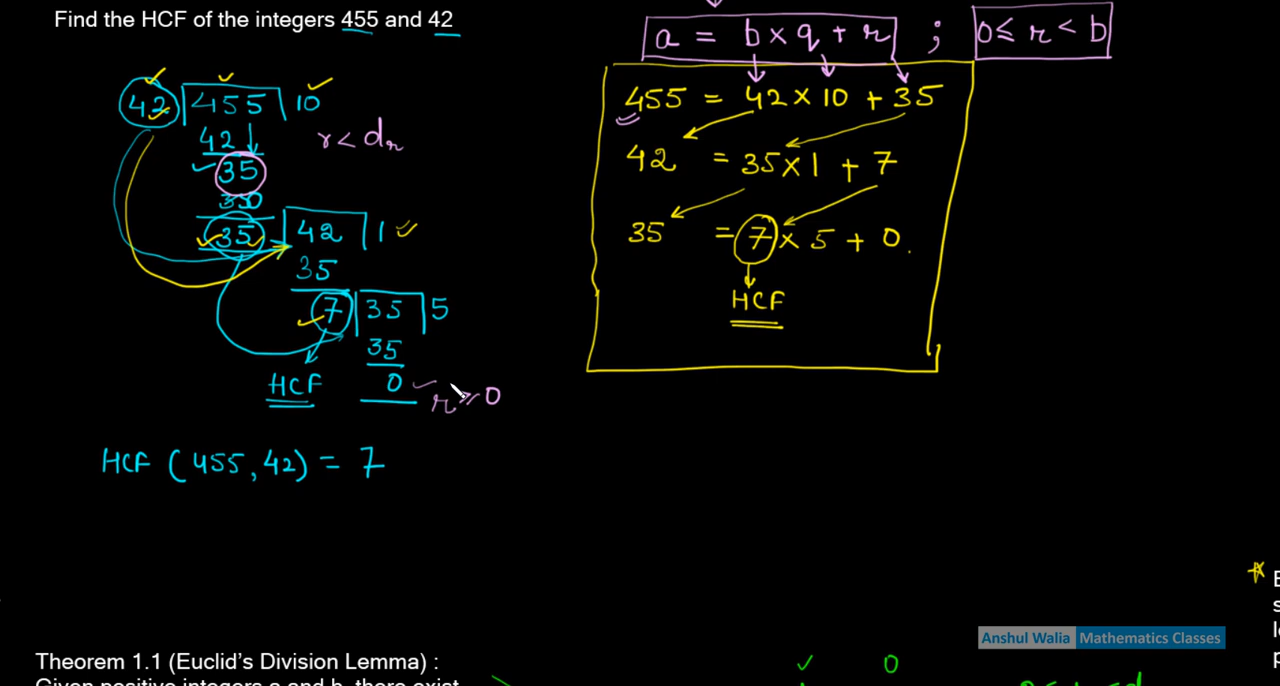 Find the HCF of the integers 455 and 42
a = b × q + r ; 0 ≤ r < b
42 455 10
42
35
r < dr
35 42 1
35
7 35 5
35
0
r = 0
HCF
HCF (455, 42) = 7
455 = 42 × 10 + 35
42 = 35 × 1 + 7
35 = 7 × 5 + 0.
HCF
Anshul Walia Mathematics Classes
Theorem 1.1 (Euclid's Division Lemma) :
0